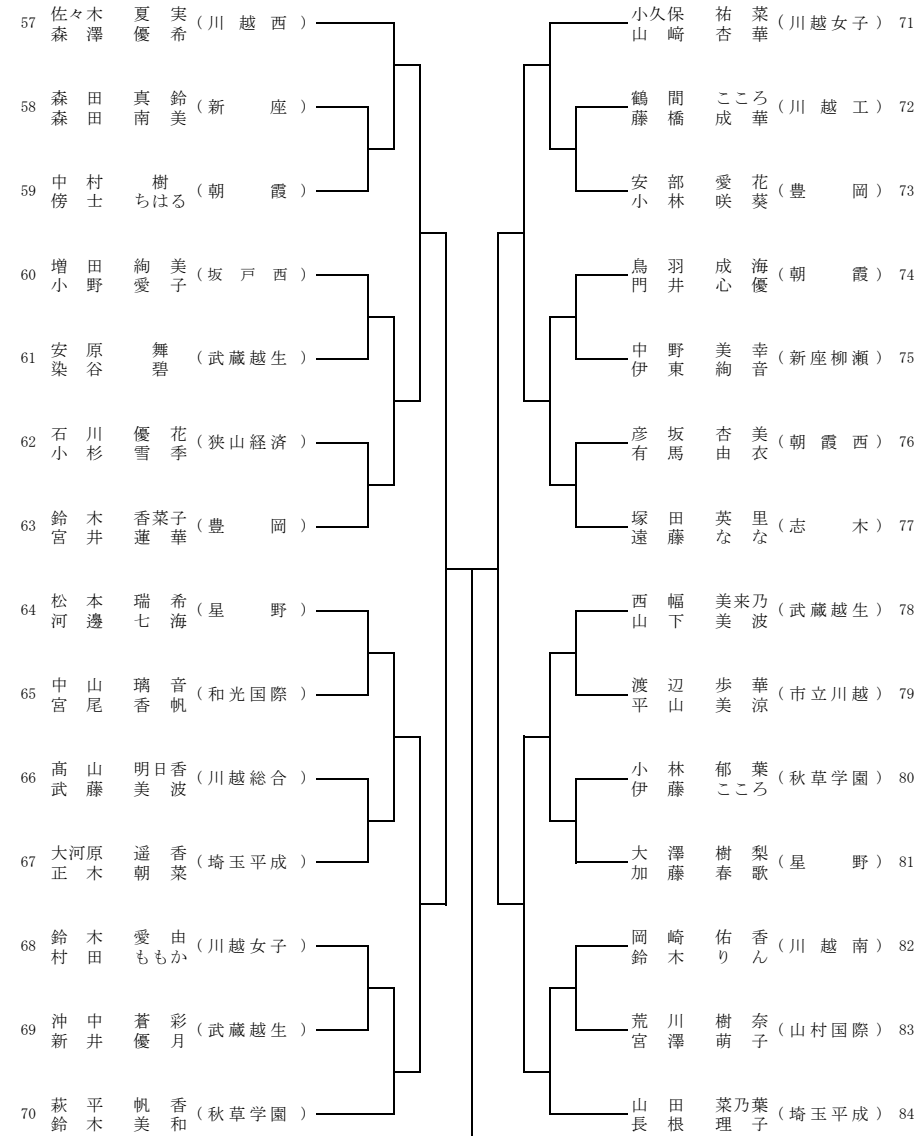 佐々木 夏実
57 (川越西)
森澤 優希
森田 真鈴
58 (新座)
森田 南美
中村 樹
59 (朝霞)
傍士 ちはる
増田 絢美
60 (坂戸西)
小野 愛子
安原 舞
61 (武蔵越生)
染谷 碧
石川 優花
62 (狭山経済)
小杉 雪季
鈴木 香菜子
63 (豊岡)
宮井 蓮華
松本 瑞希
64 (星野)
河邊 七海
中山 璃音
65 (和光国際)
宮尾 香帆
髙山 明日香
66 (川越総合)
武藤 美波
大河原 遥香
67 (埼玉平成)
正木 朝菜
鈴木 愛由
68 (川越女子)
村田 ももか
沖中 蒼彩
69 (武蔵越生)
新井 優月
萩平 帆香
70 (秋草学園)
鈴木 美和
小久保 祐菜
(川越女子) 71
山﨑 杏華
鶴間 こころ
(川越工) 72
藤橋 成華
安部 愛花
(豊岡) 73
小林 咲葵
鳥羽 成海
(朝霞) 74
門井 心優
中野 美幸
(新座柳瀬) 75
伊東 絢音
彦坂 杏美
(朝霞西) 76
有馬 由衣
塚田 英里
(志木) 77
遠藤 なな
西幅 美来乃
(武蔵越生) 78
山下 美波
渡辺 歩華
(市立川越) 79
平山 美涼
小林 郁葉
(秋草学園) 80
伊藤 こころ
大澤 樹梨
(星野) 81
加藤 春歌
岡崎 佑香
(川越南) 82
鈴木 りん
荒川 樹奈
(山村国際) 83
宮澤 萌子
山田 菜乃葉
(埼玉平成) 84
長根 理子